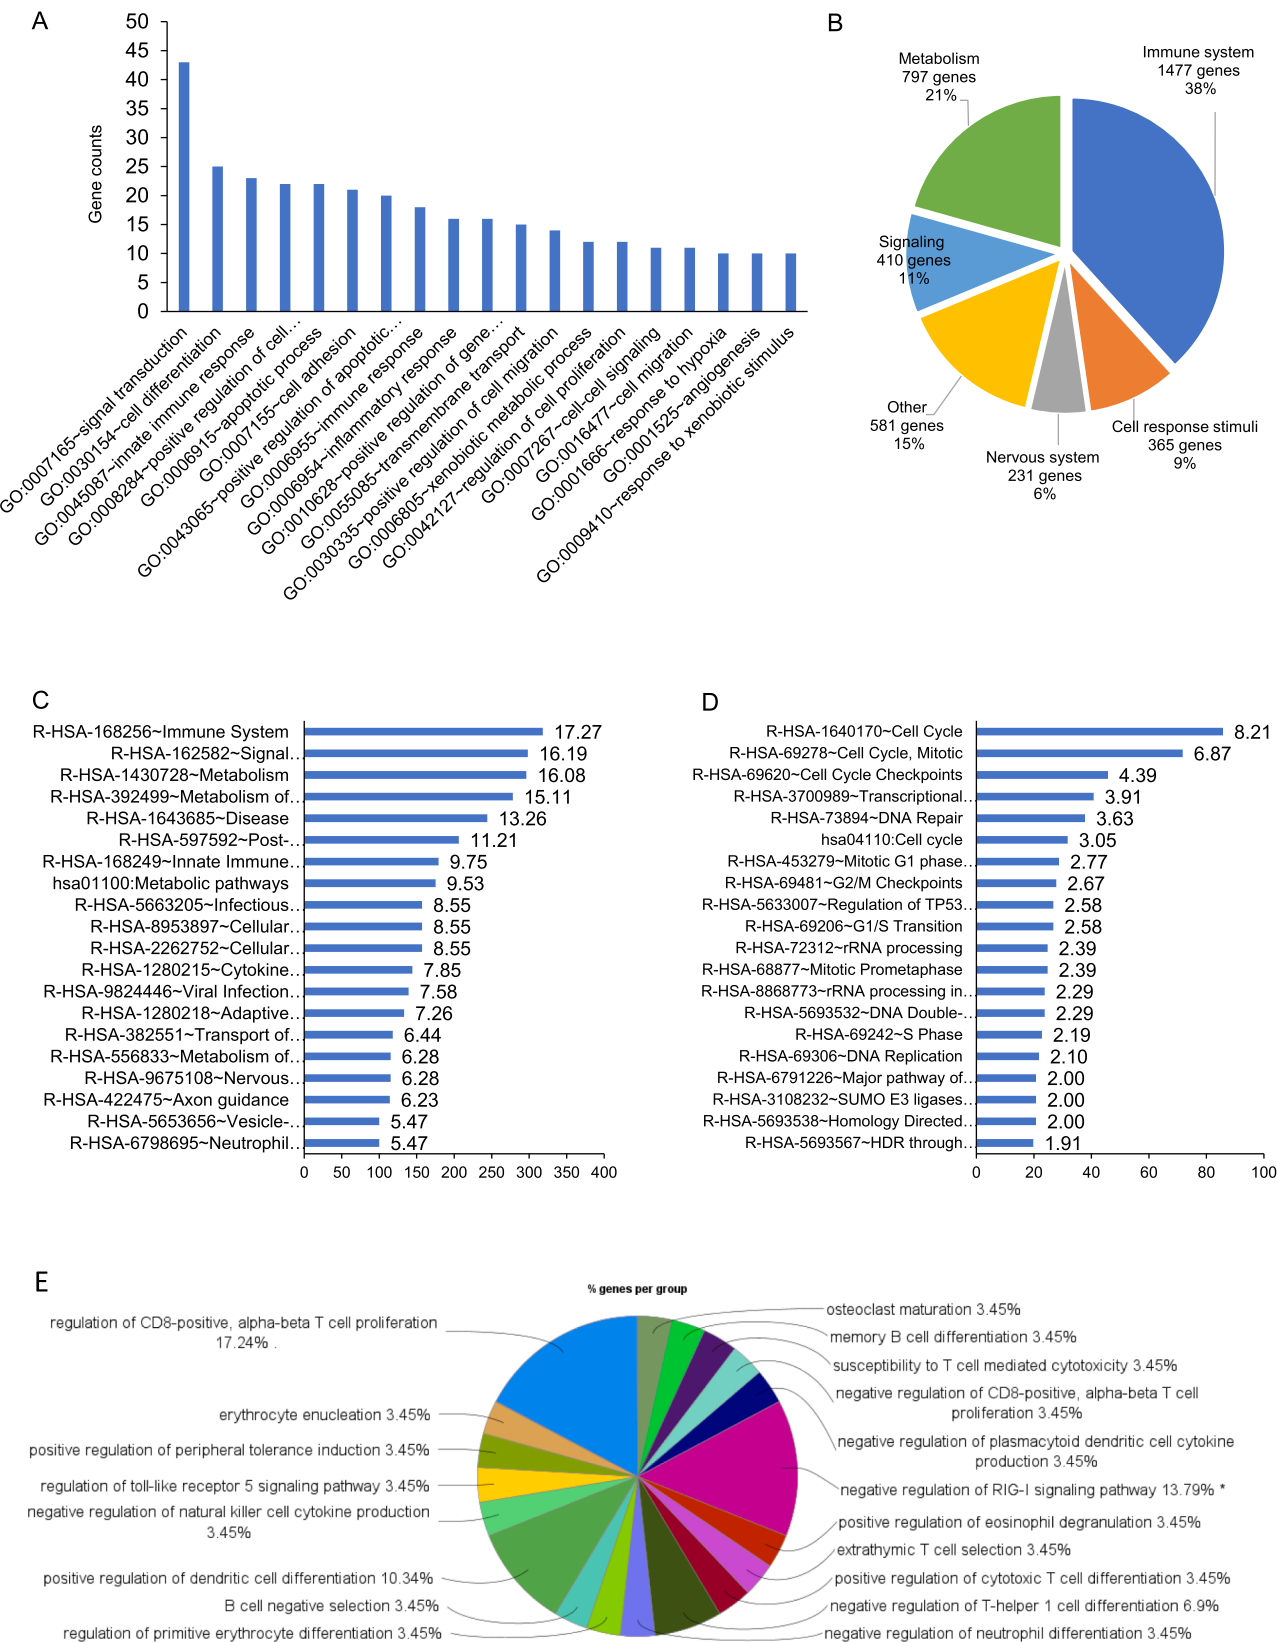 A
50
45
40
35
30
25
20
15
10
5
0
Gene counts
GO:0007165~signal transduction
GO:0030154~cell differentiation
GO:0045087~innate immune response
GO:0008284~positive regulation of cell…
GO:0006915~apoptotic process
GO:0007155~cell adhesion
GO:0043065~positive regulation of apoptotic…
GO:0006955~immune response
GO:0006954~inflammatory response
GO:0010628~positive regulation of gene…
GO:0055085~transmembrane transport
GO:0030335~positive regulation of cell migration
GO:0006805~xenobiotic metabolic process
GO:0042127~regulation of cell proliferation
GO:0007267~cell-cell signaling
GO:0016477~cell migration
GO:0001666~response to hypoxia
GO:0001525~angiogenesis
GO:0009410~response to xenobiotic stimulus
B
Immune system
1477 genes
38%
Cell response stimuli
365 genes
9%
Nervous system
231 genes
6%
Other
581 genes
15%
Signaling
410 genes
11%
Metabolism
797 genes
21%
C
R-HSA-168256~Immune System 17.27
R-HSA-162582~Signal… 16.19
R-HSA-1430728~Metabolism 16.08
R-HSA-392499~Metabolism of… 15.11
R-HSA-1643685~Disease 13.26
R-HSA-597592~Post-… 11.21
R-HSA-168249~Innate Immune… 9.75
hsa01100:Metabolic pathways 9.53
R-HSA-5663205~Infectious… 8.55
R-HSA-8953897~Cellular… 8.55
R-HSA-2262752~Cellular… 8.55
R-HSA-1280215~Cytokine… 7.85
R-HSA-9824446~Viral Infection… 7.58
R-HSA-1280218~Adaptive… 7.26
R-HSA-382551~Transport of… 6.44
R-HSA-556833~Metabolism of… 6.28
R-HSA-9675108~Nervous… 6.28
R-HSA-422475~Axon guidance 6.23
R-HSA-5653656~Vesicle-… 5.47
R-HSA-6798695~Neutrophil… 5.47
0 50 100 150 200 250 300 350 400
D
R-HSA-1640170~Cell Cycle 8.21
R-HSA-69278~Cell Cycle, Mitotic 6.87
R-HSA-69620~Cell Cycle Checkpoints 4.39
R-HSA-3700989~Transcriptional… 3.91
R-HSA-73894~DNA Repair 3.63
hsa04110:Cell cycle 3.05
R-HSA-453279~Mitotic G1 phase… 2.77
R-HSA-69481~G2/M Checkpoints 2.67
R-HSA-5633007~Regulation of TP53… 2.58
R-HSA-69206~G1/S Transition 2.58
R-HSA-72312~rRNA processing 2.39
R-HSA-68877~Mitotic Prometaphase 2.39
R-HSA-8868773~rRNA processing in… 2.29
R-HSA-5693532~DNA Double-… 2.29
R-HSA-69242~S Phase 2.19
R-HSA-69306~DNA Replication 2.10
R-HSA-6791226~Major pathway of… 2.00
R-HSA-3108232~SUMO E3 ligases… 2.00
R-HSA-5693538~Homology Directed… 2.00
R-HSA-5693567~HDR through… 1.91
0 20 40 60 80 100
E
% genes per group
osteoclast maturation 3.45%
memory B cell differentiation 3.45%
susceptibility to T cell mediated cytotoxicity 3.45%
negative regulation of CD8-positive, alpha-beta T cell
proliferation 3.45%
negative regulation of plasmacytoid dendritic cell cytokine
production 3.45%
negative regulation of RIG-I signaling pathway 13.79% *
positive regulation of eosinophil degranulation 3.45%
extrathymic T cell selection 3.45%
positive regulation of cytotoxic T cell differentiation 3.45%
negative regulation of T-helper 1 cell differentiation 6.9%
negative regulation of neutrophil differentiation 3.45%
regulation of CD8-positive, alpha-beta T cell proliferation
17.24% .
erythrocyte enucleation 3.45%
positive regulation of peripheral tolerance induction 3.45%
regulation of toll-like receptor 5 signaling pathway 3.45%
negative regulation of natural killer cell cytokine production
3.45%
positive regulation of dendritic cell differentiation 10.34%
B cell negative selection 3.45%
regulation of primitive erythrocyte differentiation 3.45%